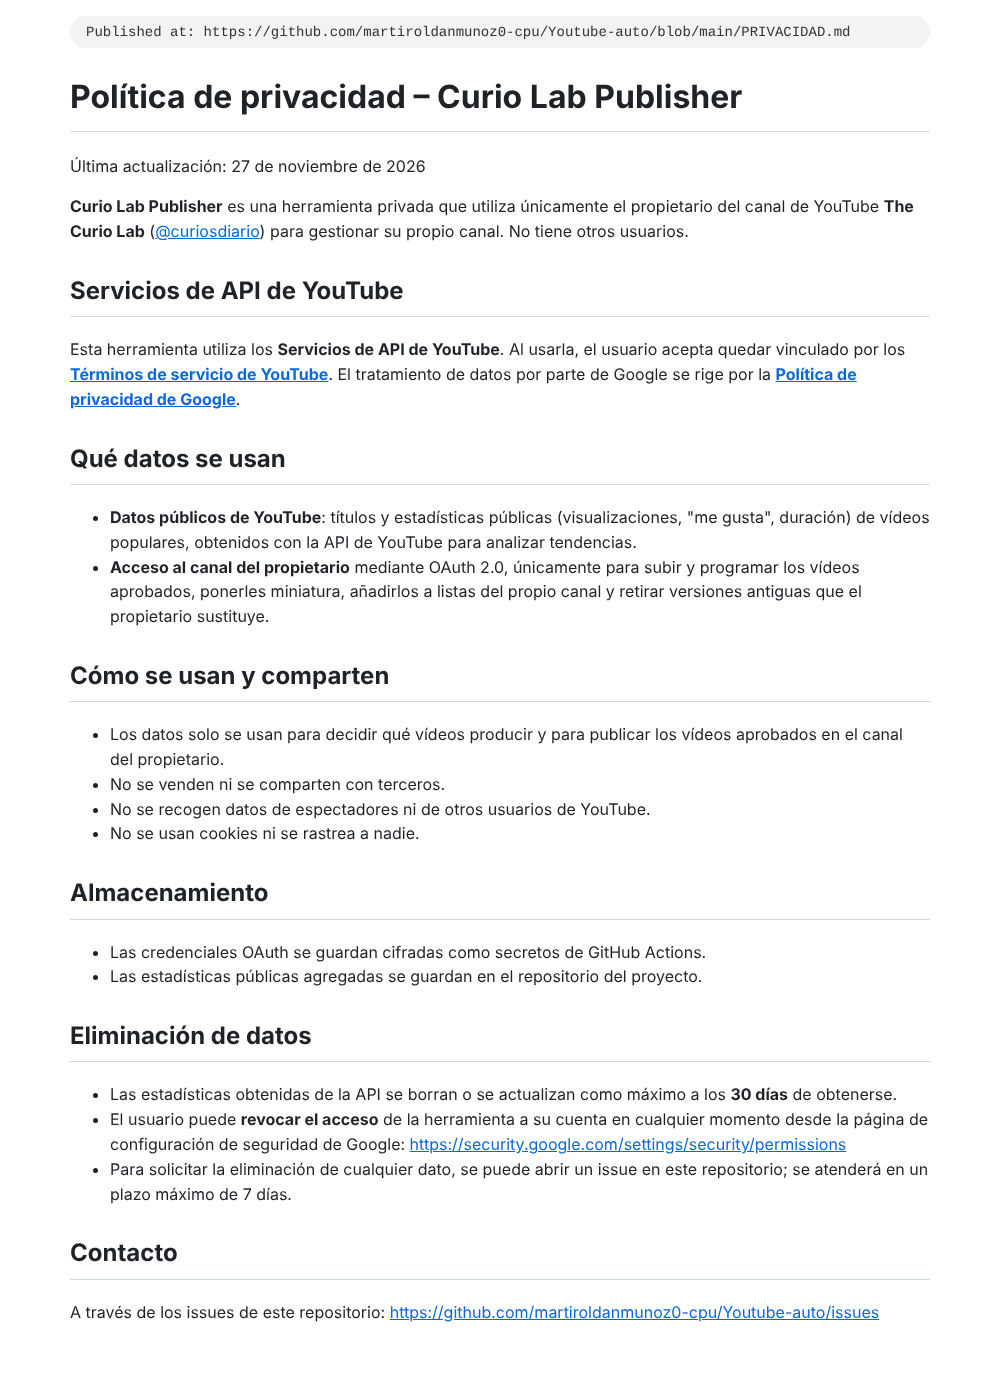 Published at: https://github.com/martiroldanmunoz0-cpu/Youtube-auto/blob/main/PRIVACIDAD.md
Política de privacidad – Curio Lab Publisher
Última actualización: 27 de noviembre de 2026
Curio Lab Publisher es una herramienta privada que utiliza únicamente el propietario del canal de YouTube The
Curio Lab (@curiosdiario) para gestionar su propio canal. No tiene otros usuarios.
Servicios de API de YouTube
Esta herramienta utiliza los Servicios de API de YouTube. Al usarla, el usuario acepta quedar vinculado por los
Términos de servicio de YouTube. El tratamiento de datos por parte de Google se rige por la Política de
privacidad de Google.
Qué datos se usan
• Datos públicos de YouTube: títulos y estadísticas públicas (visualizaciones, "me gusta", duración) de vídeos
populares, obtenidos con la API de YouTube para analizar tendencias.
• Acceso al canal del propietario mediante OAuth 2.0, únicamente para subir y programar los vídeos
aprobados, ponerles miniatura, añadirlos a listas del propio canal y retirar versiones antiguas que el
propietario sustituye.
Cómo se usan y comparten
• Los datos solo se usan para decidir qué vídeos producir y para publicar los vídeos aprobados en el canal
del propietario.
• No se venden ni se comparten con terceros.
• No se recogen datos de espectadores ni de otros usuarios de YouTube.
• No se usan cookies ni se rastrea a nadie.
Almacenamiento
• Las credenciales OAuth se guardan cifradas como secretos de GitHub Actions.
• Las estadísticas públicas agregadas se guardan en el repositorio del proyecto.
Eliminación de datos
• Las estadísticas obtenidas de la API se borran o se actualizan como máximo a los 30 días de obtenerse.
• El usuario puede revocar el acceso de la herramienta a su cuenta en cualquier momento desde la página de
configuración de seguridad de Google: https://security.google.com/settings/security/permissions
• Para solicitar la eliminación de cualquier dato, se puede abrir un issue en este repositorio; se atenderá en un
plazo máximo de 7 días.
Contacto
A través de los issues de este repositorio: https://github.com/martiroldanmunoz0-cpu/Youtube-auto/issues